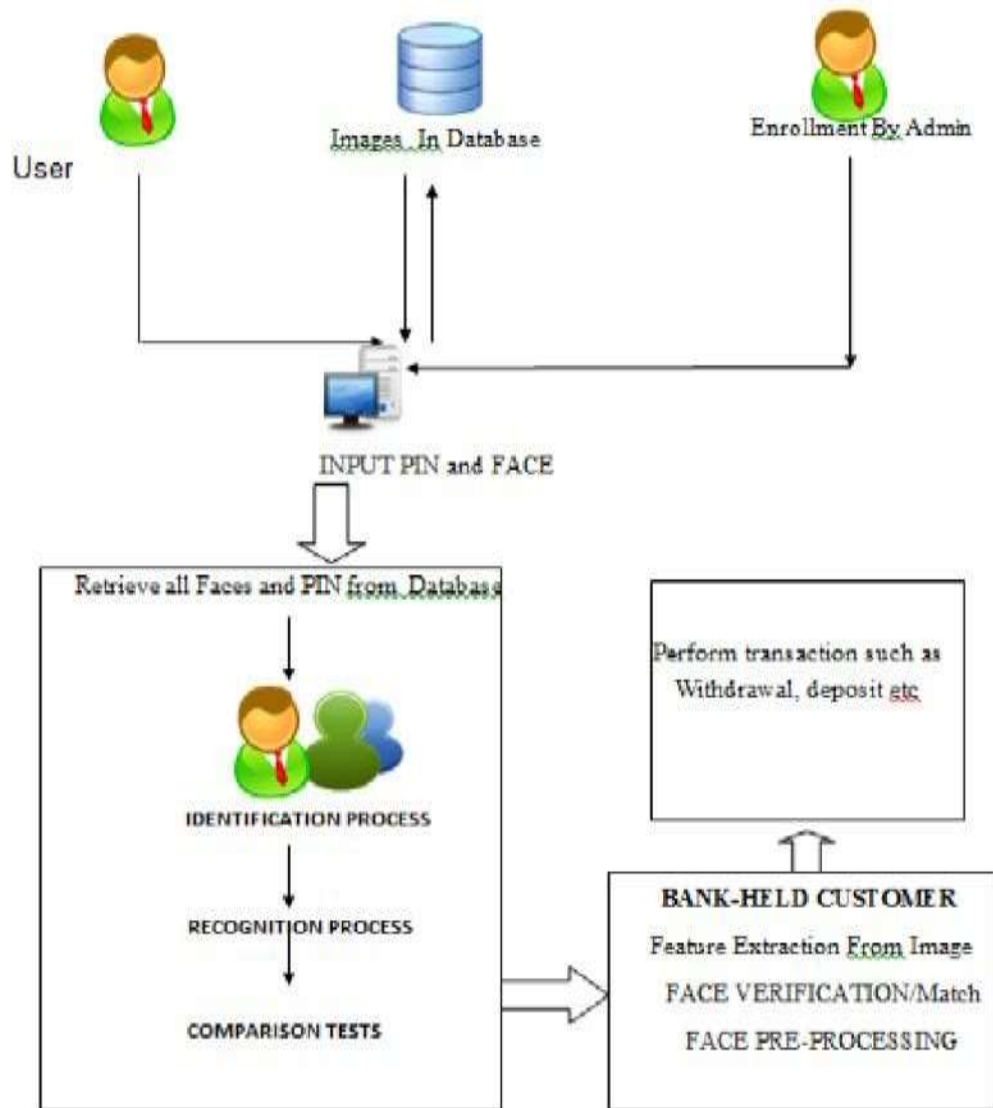 Images In Database
Enrollment By Admin
User
INPUT PIN and FACE
Retrieve all Faces and PIN from Database
IDENTIFICATION PROCESS
RECOGNITION PROCESS
COMPARISON TESTS
Perform transaction such as
Withdrawal, deposit etc
BANK-HELD CUSTOMER
Feature Extraction From Image
FACE VERIFICATION/Match
FACE PRE-PROCESSING